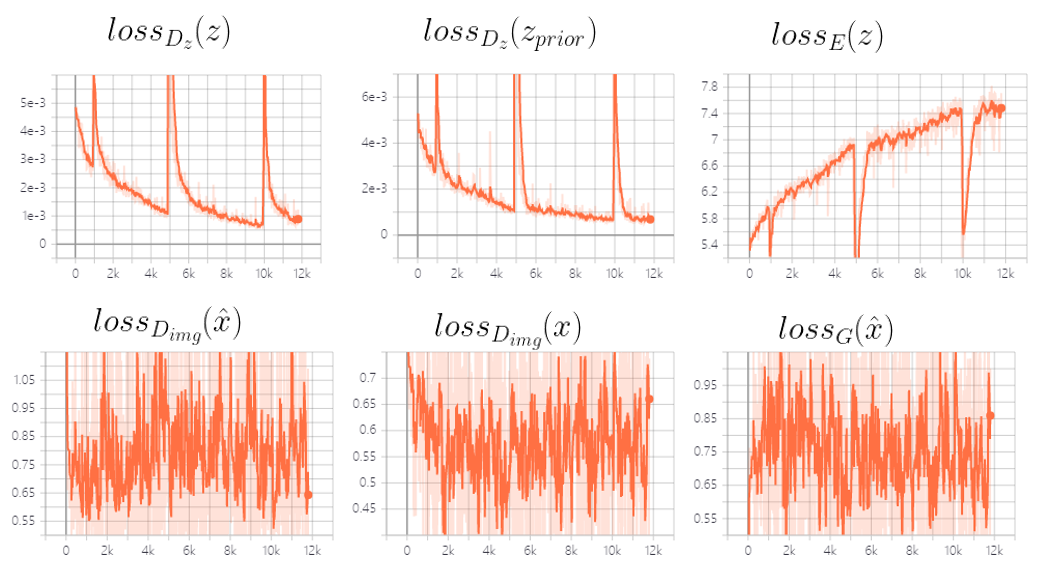 loss_{D_z}(z)
loss_{D_z}(z_{prior})
loss_E(z)
5e-3
4e-3
3e-3
2e-3
1e-3
0
0 2k 4k 6k 8k 10k 12k
6e-3
4e-3
2e-3
0
0 2k 4k 6k 8k 10k 12k
7.8
7.4
7
6.6
6.2
5.8
5.4
0 2k 4k 6k 8k 10k 12k
loss_{D_{img}}(x̂)
loss_{D_{img}}(x)
loss_G(x̂)
1.05
0.95
0.85
0.75
0.65
0.55
0 2k 4k 6k 8k 10k 12k
0.7
0.65
0.6
0.55
0.5
0.45
0 2k 4k 6k 8k 10k 12k
0.95
0.85
0.75
0.65
0.55
0 2k 4k 6k 8k 10k 12k